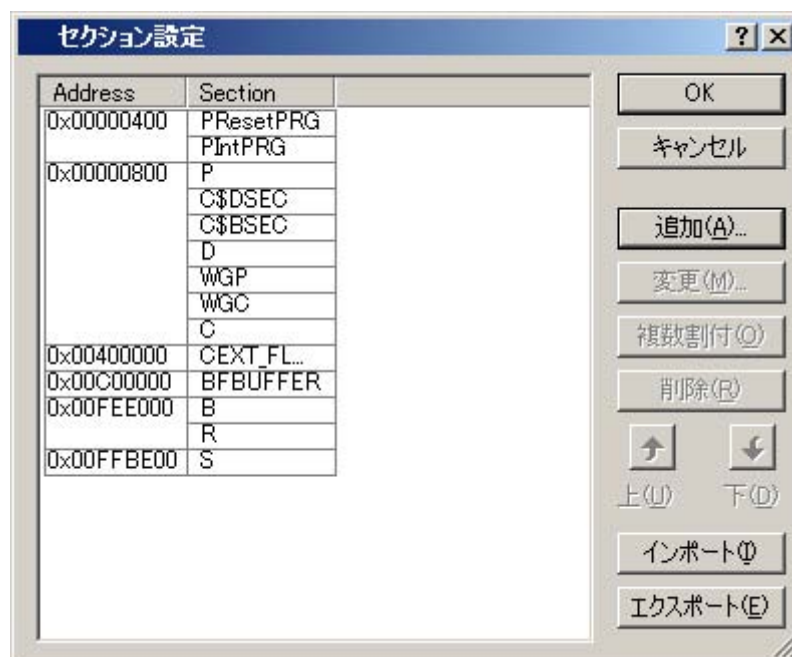 セクション設定
Address Section
0x00000400 PResetPRG
PIntPRG
0x00000800 P
C$DSEC
C$BSEC
D
WGP
WGC
C
0x00400000 CEXT_FL...
0x00C00000 BFBUFFER
0x00FEE000 B
R
0x00FFBE00 S
OK
キャンセル
追加(A)...
変更(M)...
複数割付(O)
削除(R)
上(U) 下(D)
インポート(I)
エクスポート(E)